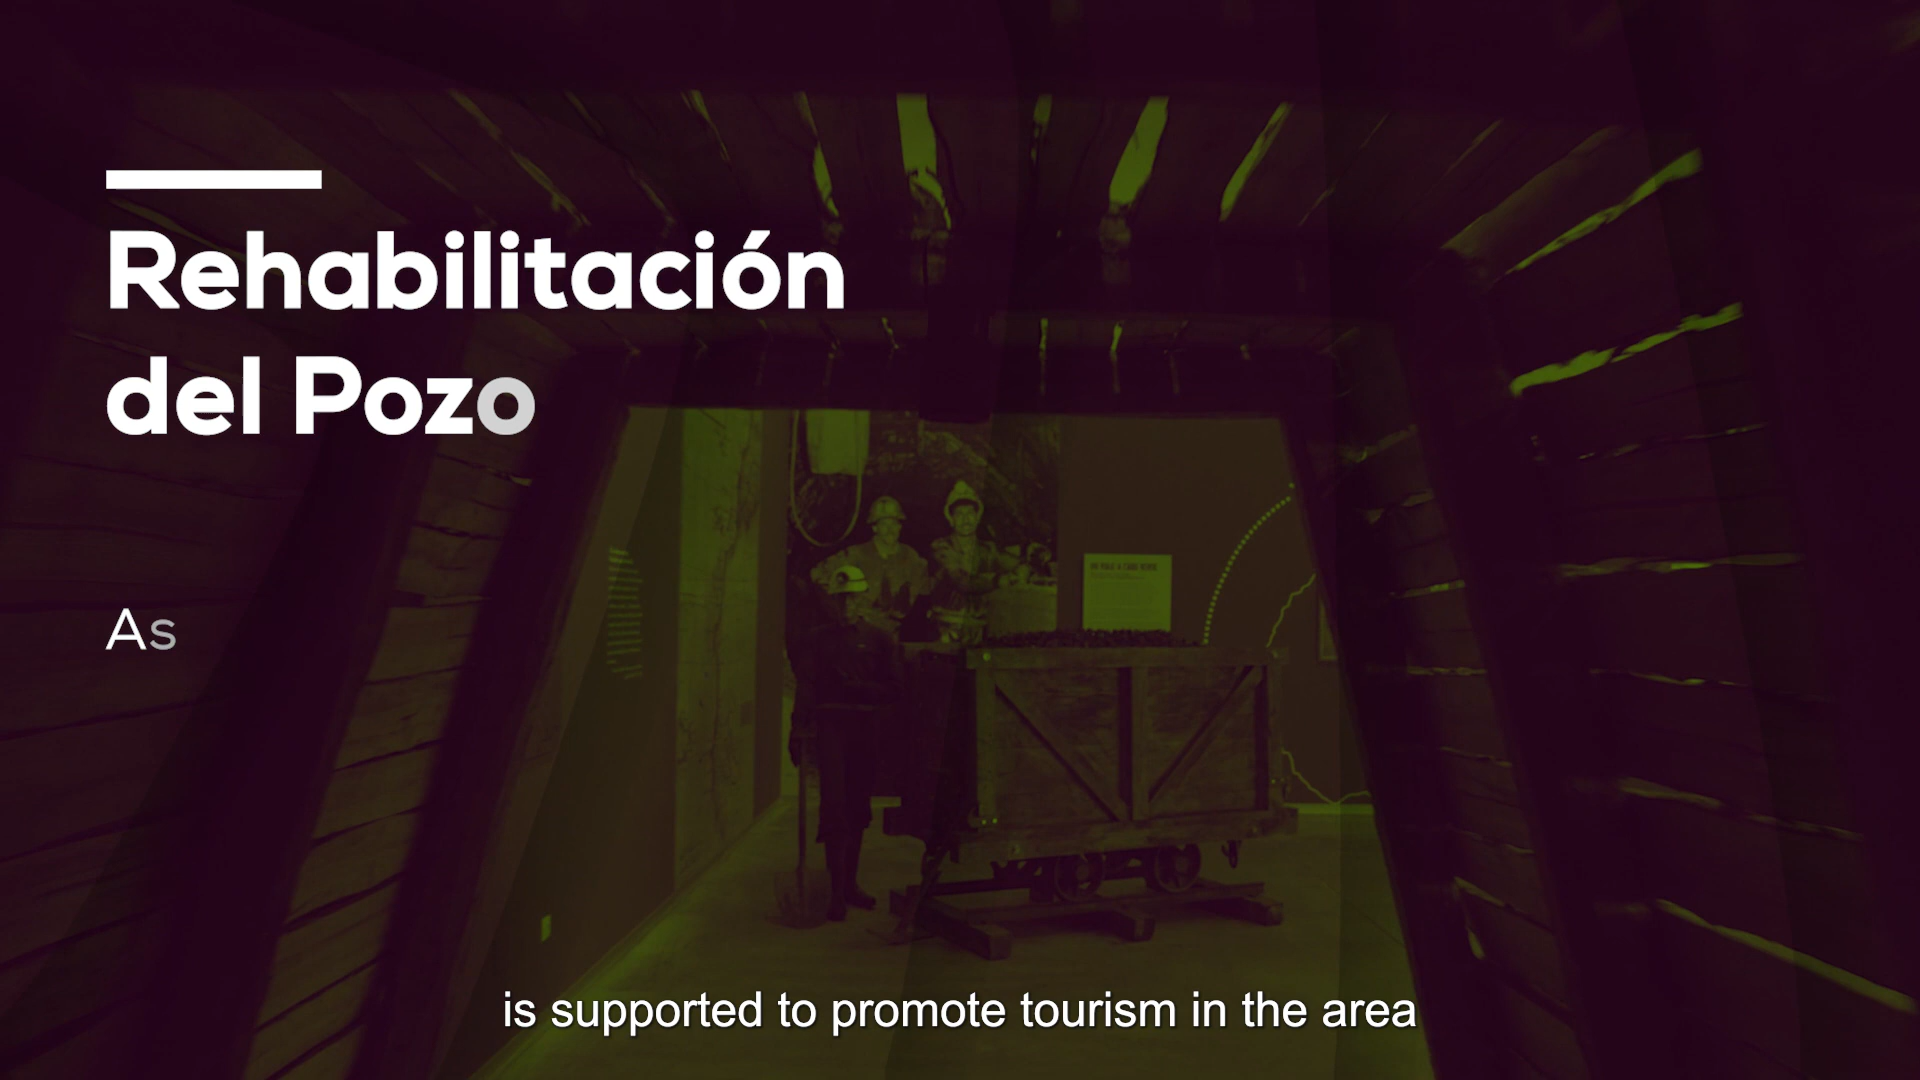 Rehabilitación
del Pozo
As
is supported to promote tourism in the area